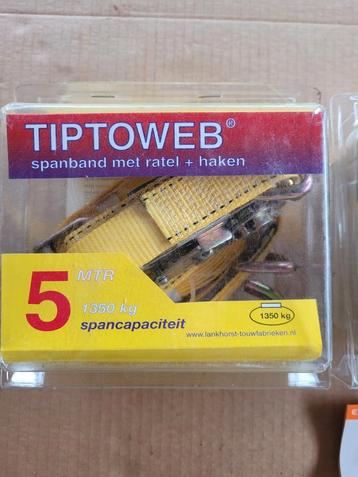 TIPTOWEB®
spanband met ratel + haken
5 MTR
1350 kg
spancapaciteit
1350 kg
www.lankhorst-touwfabrieken.nl